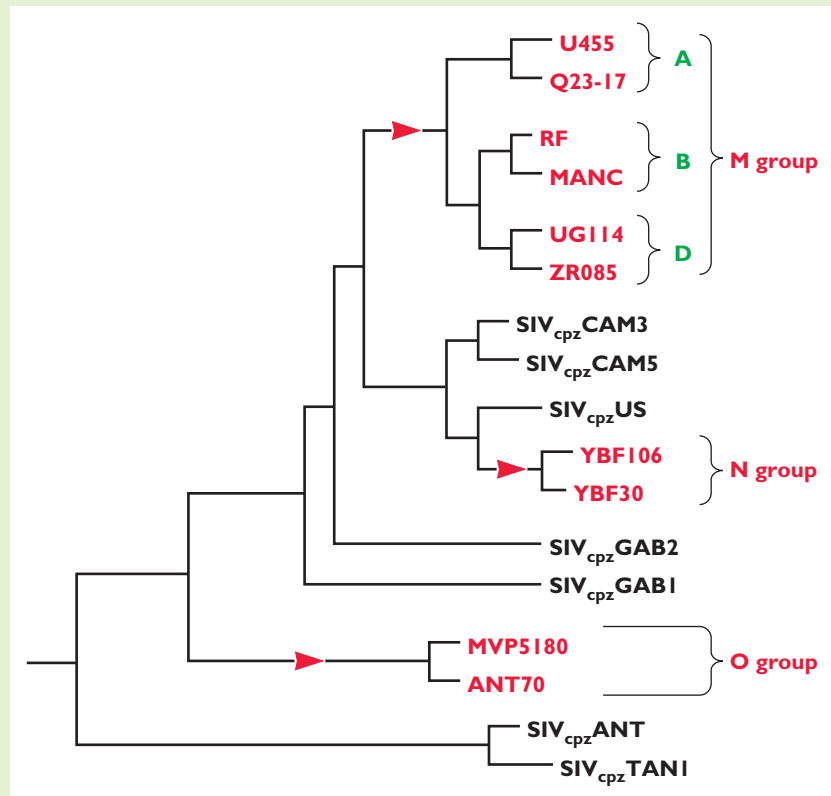 U455
Q23-17
A
RF
MANC
B
M group
UG114
ZR085
D
SIVcpzCAM3
SIVcpzCAM5
SIVcpzUS
YBF106
YBF30
N group
SIVcpzGAB2
SIVcpzGAB1
MVP5180
ANT70
O group
SIVcpzANT
SIVcpzTAN1